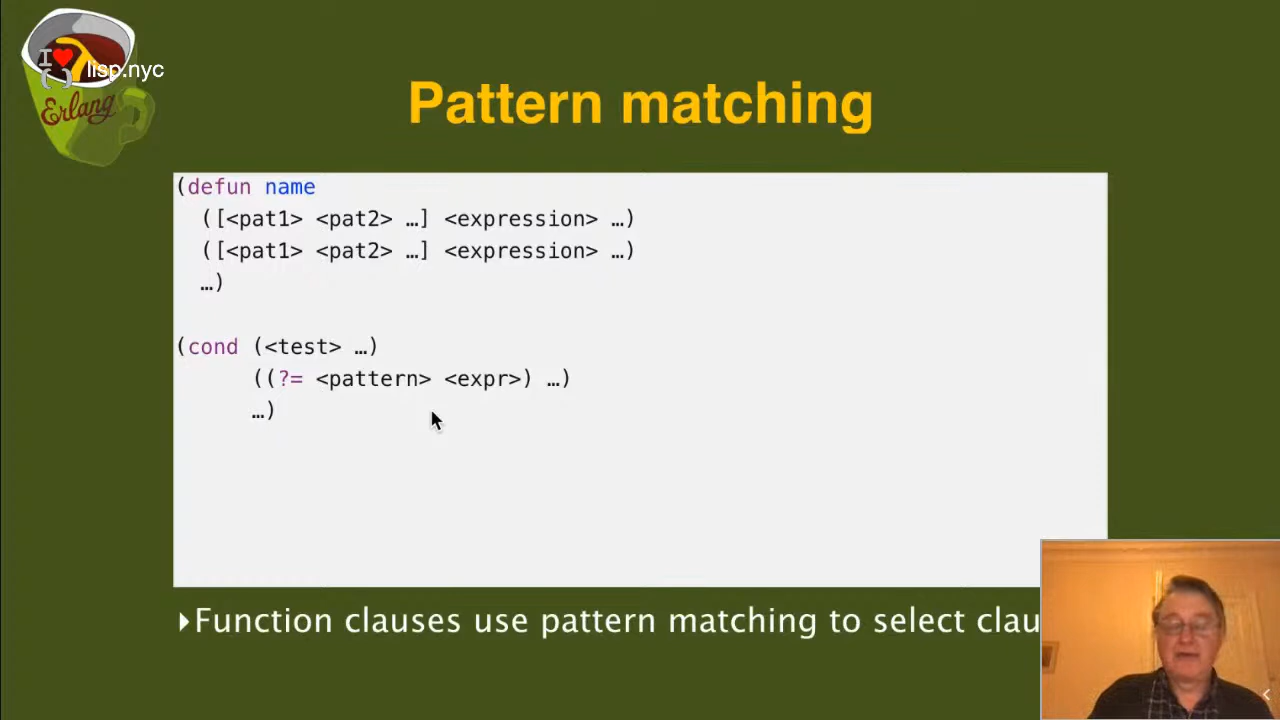 I ❤
{ }
lisp.nyc
Erlang
Pattern matching
(defun name
([<pat1> <pat2> …] <expression> …)
([<pat1> <pat2> …] <expression> …)
…)
(cond (<test> …)
((?= <pattern> <expr>) …)
…)
▸Function clauses use pattern matching to select clau